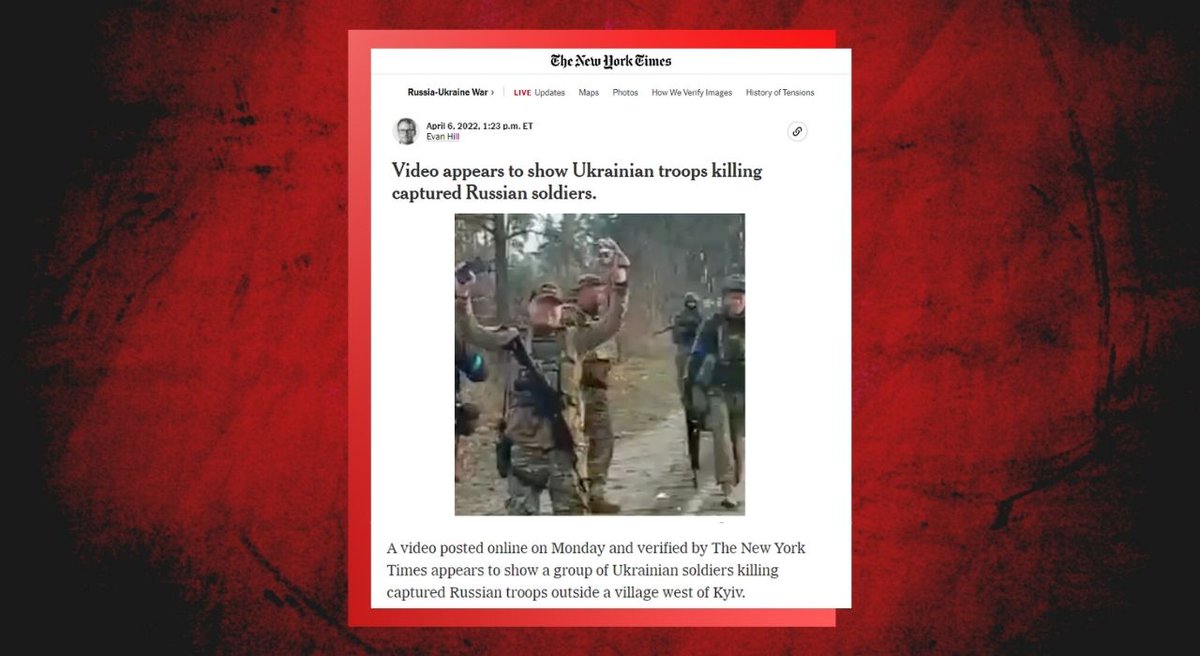 The New York Times
Russia-Ukraine War › LIVE Updates Maps Photos How We Verify Images History of Tensions
April 6, 2022, 1:23 p.m. ET
Evan Hill
Video appears to show Ukrainian troops killing
captured Russian soldiers.
A video posted online on Monday and verified by The New York
Times appears to show a group of Ukrainian soldiers killing
captured Russian troops outside a village west of Kyiv.